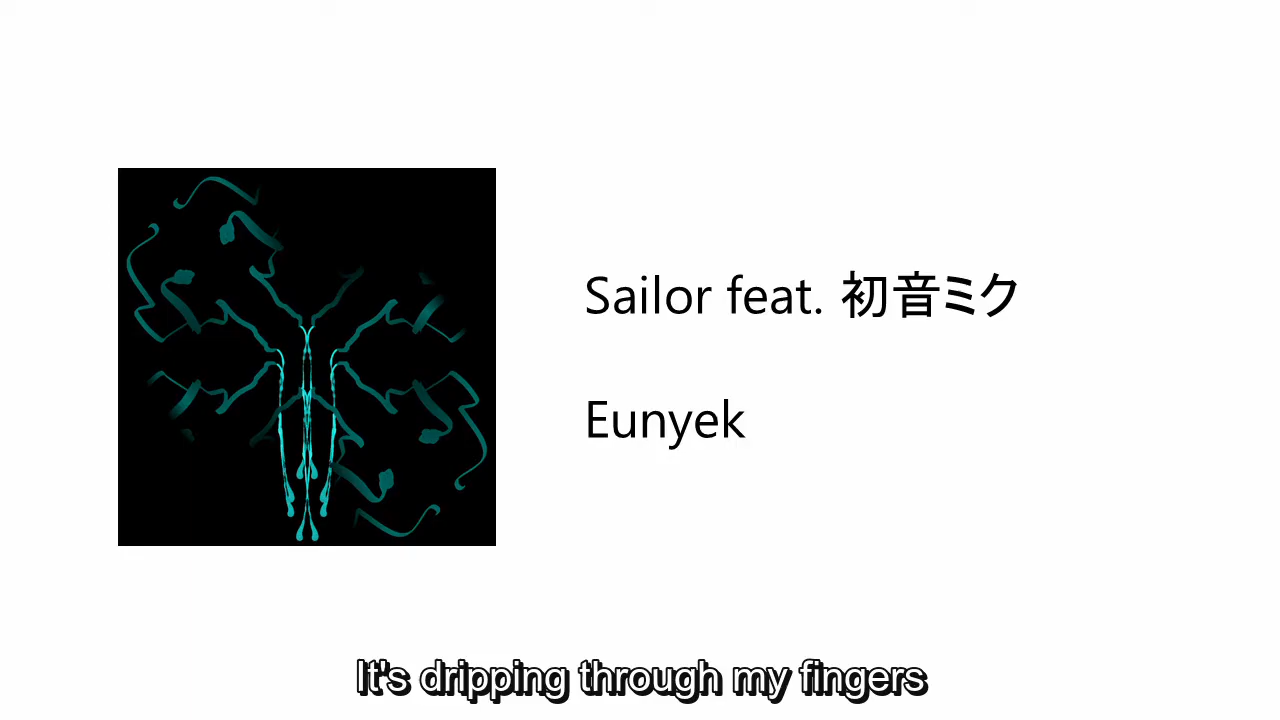 Sailor feat. 初音ミク
Eunyek
It's dripping through my fingers